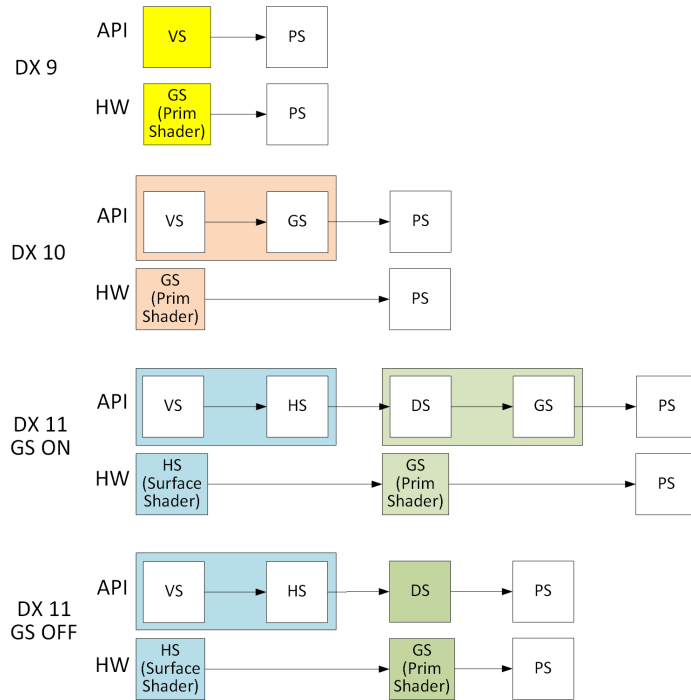 API
VS
PS
DX 9
HW
GS
(Prim
Shader)
PS
API
VS
GS
PS
DX 10
HW
GS
(Prim
Shader)
PS
API
VS
HS
DS
GS
PS
DX 11
GS ON
HW
HS
(Surface
Shader)
GS
(Prim
Shader)
PS
API
VS
HS
DS
PS
DX 11
GS OFF
HW
HS
(Surface
Shader)
GS
(Prim
Shader)
PS